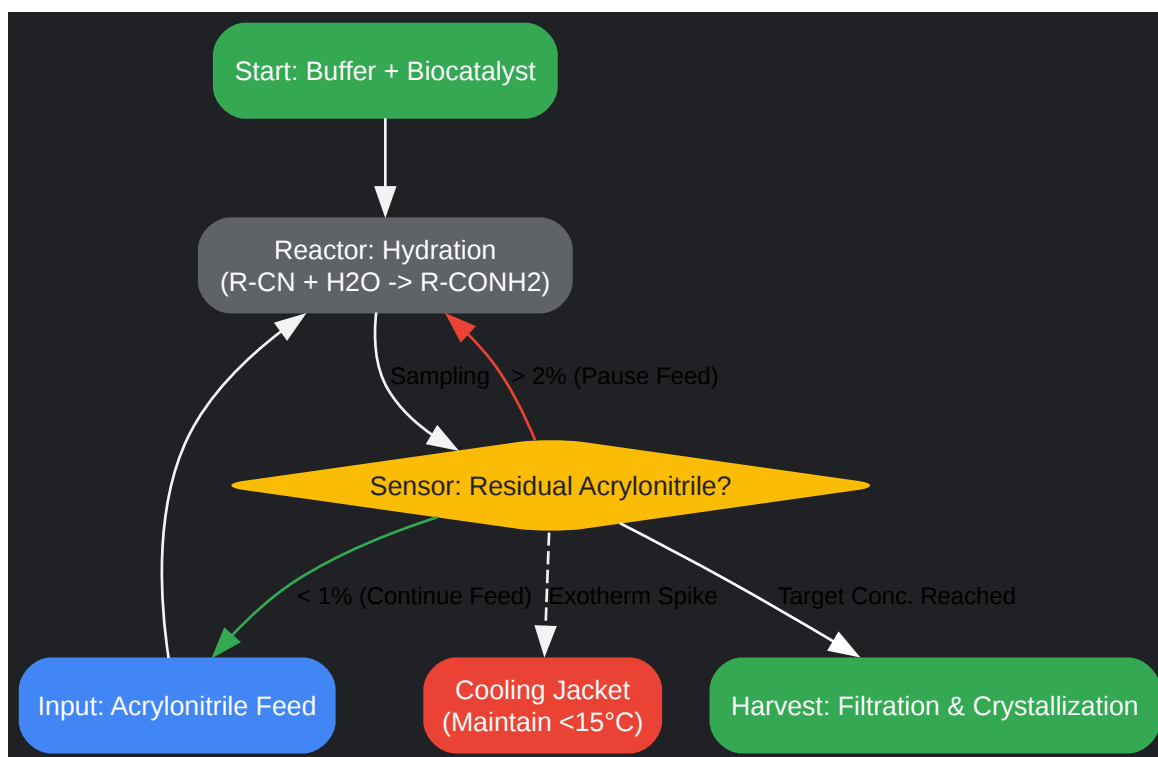 Start: Buffer + Biocatalyst
Reactor: Hydration
(R-CN + H2O -> R-CONH2)
Sampling
> 2% (Pause Feed)
Sensor: Residual Acrylonitrile?
< 1% (Continue Feed)
Exotherm Spike
Target Conc. Reached
Input: Acrylonitrile Feed
Cooling Jacket
(Maintain <15°C)
Harvest: Filtration & Crystallization